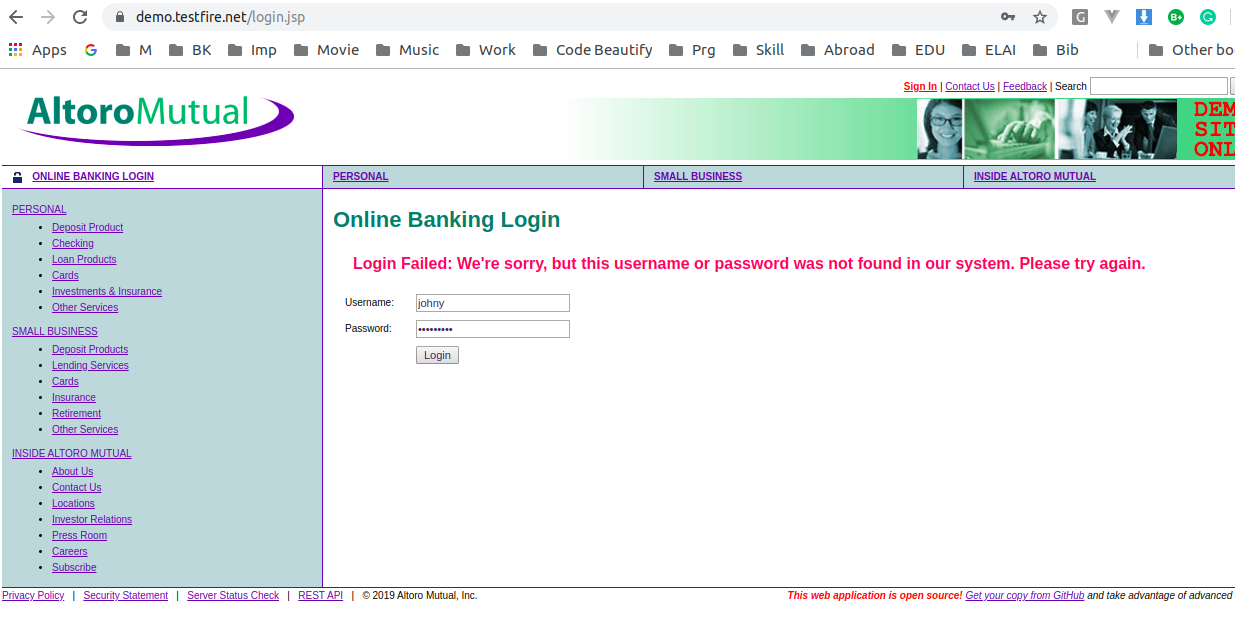 demo.testfire.net/login.jsp
G B+ G
Apps G M BK Imp Movie Music Work Code Beautify Prg Skill Abroad EDU ELAI Bib Other bo
Sign In | Contact Us | Feedback | Search
AltoroMutual
DEM
SIT
ONL
ONLINE BANKING LOGIN PERSONAL SMALL BUSINESS INSIDE ALTORO MUTUAL
PERSONAL
Deposit Product
Checking
Loan Products
Cards
Investments & Insurance
Other Services
SMALL BUSINESS
Deposit Products
Lending Services
Cards
Insurance
Retirement
Other Services
INSIDE ALTORO MUTUAL
About Us
Contact Us
Locations
Investor Relations
Press Room
Careers
Subscribe
Online Banking Login
Login Failed: We're sorry, but this username or password was not found in our system. Please try again.
Username: johny
Password: •••••••••
Login
Privacy Policy | Security Statement | Server Status Check | REST API | © 2019 Altoro Mutual, Inc.
This web application is open source! Get your copy from GitHub and take advantage of advanced